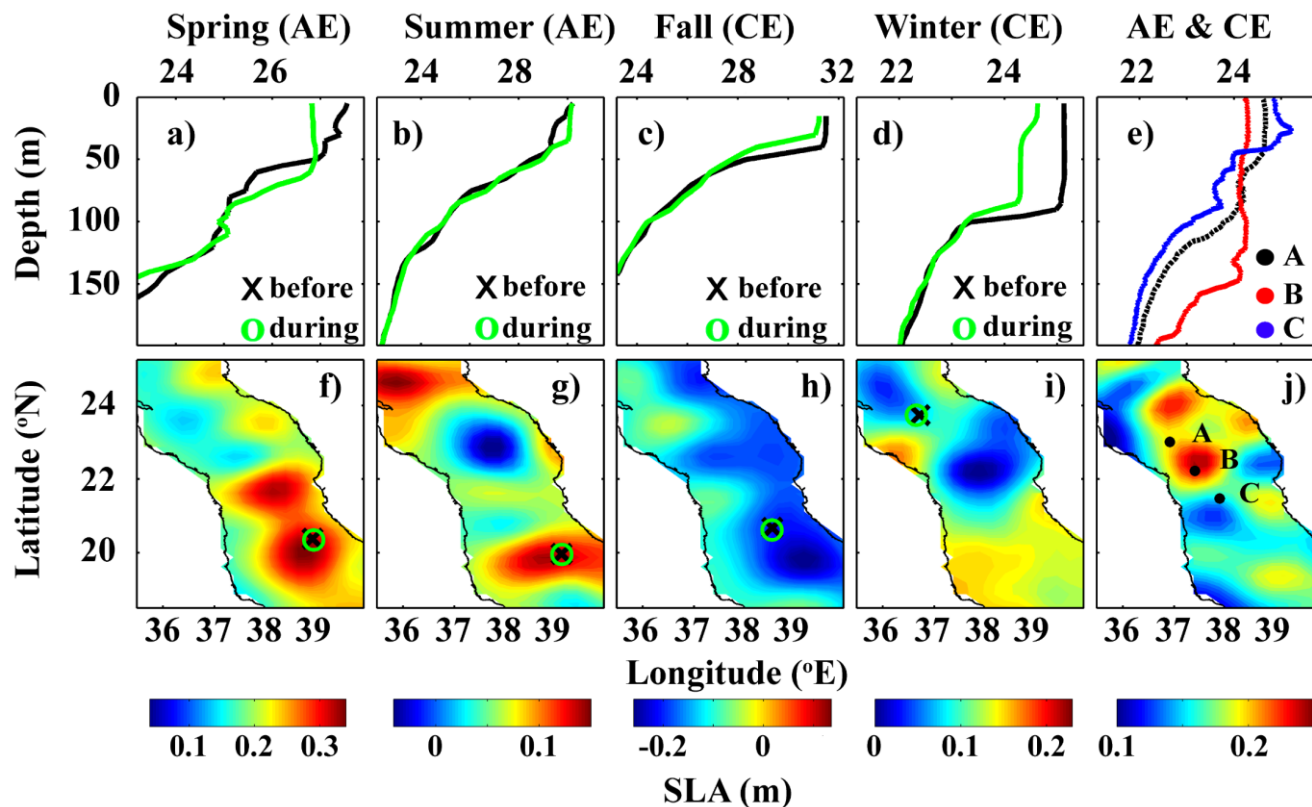 Spring (AE) Summer (AE) Fall (CE) Winter (CE) AE & CE
24 26 24 28 24 28 32 22 24 22 24
Depth (m)
0
50
100
150
a) b) c) d) e)
X before X before X before X before A
O during O during O during O during B
C
Latitude (ºN)
24
22
20
f) g) h) i) j)
A
B
C
36 37 38 39 36 37 38 39 36 37 38 39 36 37 38 39 36 37 38 39
Longitude (ºE)
0.1 0.2 0.3 0 0.1 -0.2 0 0 0.1 0.2 0.1 0.2
SLA (m)